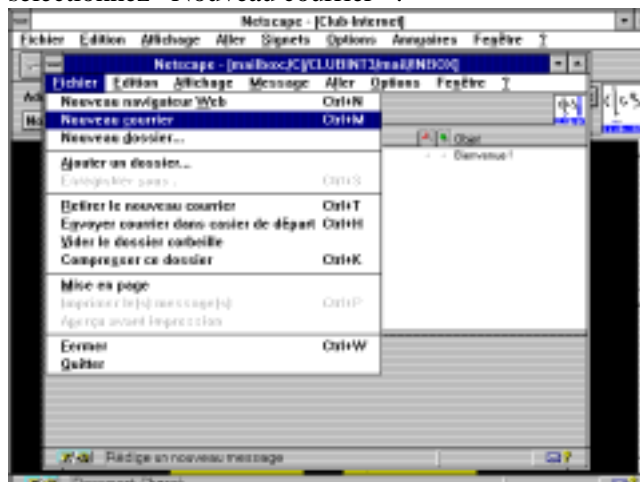 sélectionnez "Nouveau courrier".
Netscape - [Club-Internet]
Fichier Edition Affichage Aller Signets Options Annuaires Fenêtre ?
Netscape - [mailbox:/C|/CLUBINT3/mail/INBOX]
Fichier Edition Affichage Message Aller Options Fenêtre ?
Nouveau navigateur Web Ctrl+N
Nouveau courrier Ctrl+M
Nouveau dossier...
Objet
Bienvenue !
Ajouter un dossier...
Enregistrer sous... Ctrl+S
Retirer le nouveau courrier Ctrl+T
Envoyer courrier dans casier de départ Ctrl+H
Vider le dossier corbeille
Compresser ce dossier Ctrl+K
Mise en page
Imprimer le(s) message(s) Ctrl+P
Aperçu avant impression
Fermer Ctrl+W
Quitter
Rédige un nouveau message